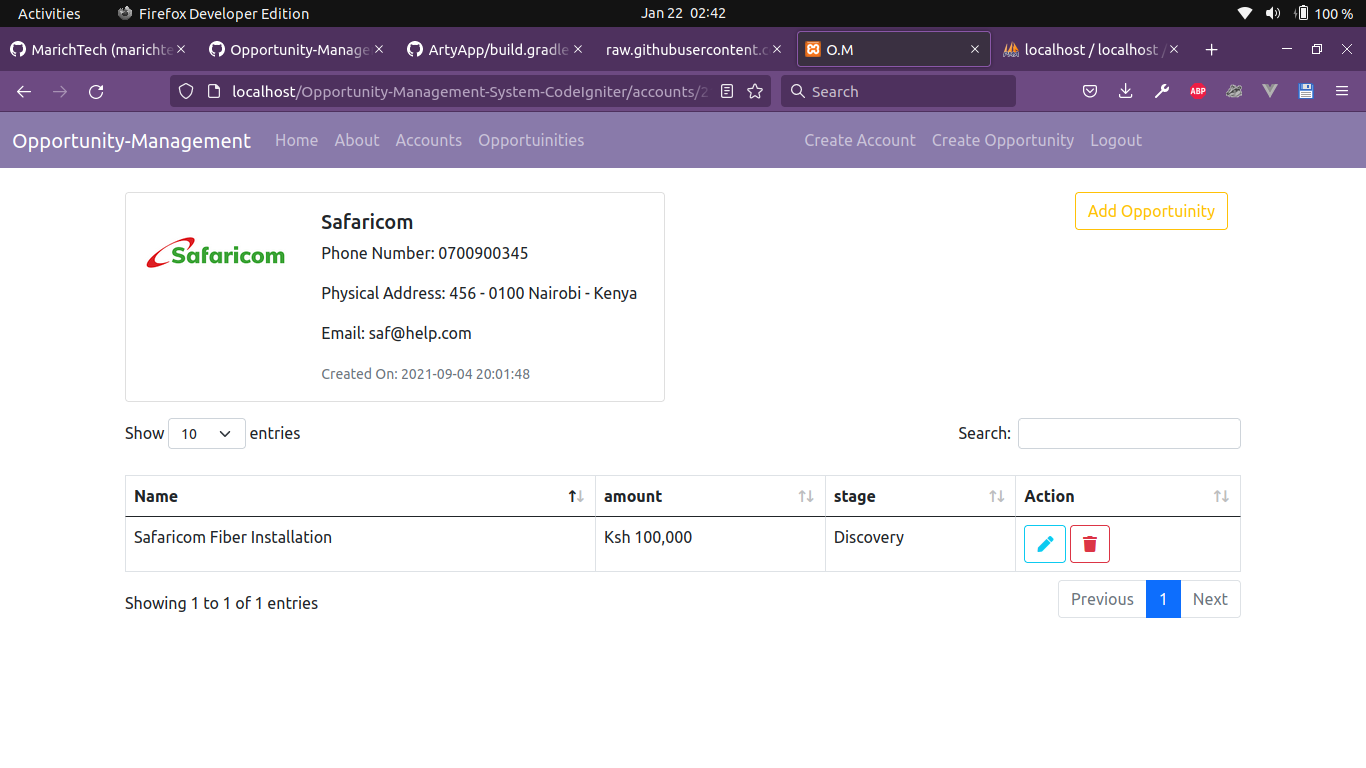 Activities Firefox Developer Edition Jan 22 02:42 100 %
MarichTech (marichte Opportunity-Manage ArtyApp/build.gradle raw.githubusercontent.c O.M localhost / localhost /
localhost/Opportunity-Management-System-CodeIgniter/accounts/2 Search ABP
Opportunity-Management Home About Accounts Opportuinities Create Account Create Opportunity Logout
Safaricom
Safaricom
Add Opportuinity
Phone Number: 0700900345
Physical Address: 456 - 0100 Nairobi - Kenya
Email: saf@help.com
Created On: 2021-09-04 20:01:48
Show 10 entries Search:
Name amount stage Action
Safaricom Fiber Installation Ksh 100,000 Discovery
Showing 1 to 1 of 1 entries Previous 1 Next